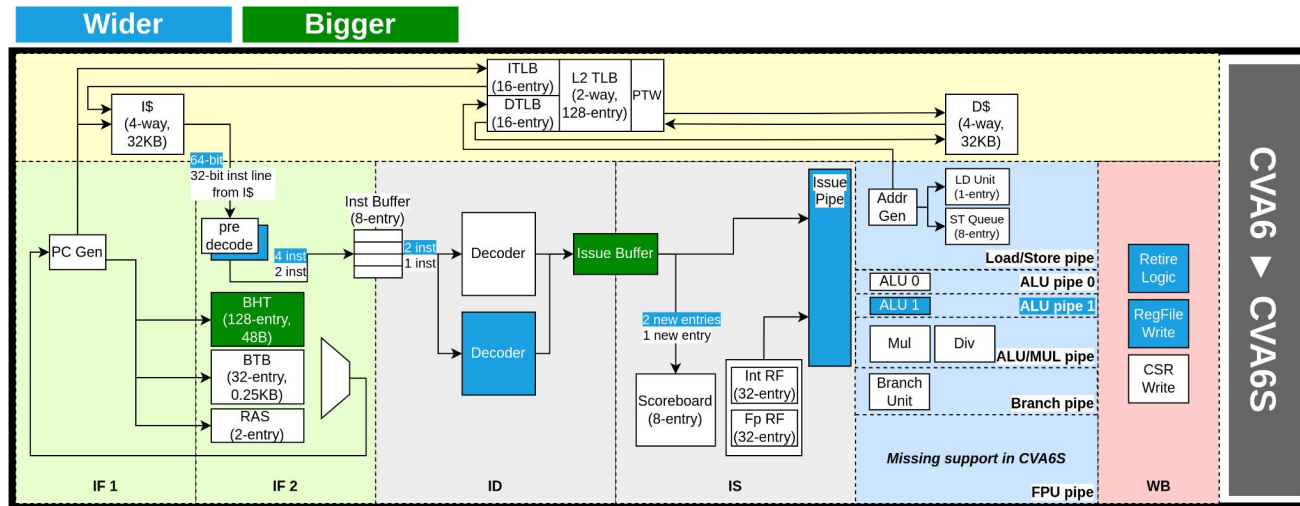 Wider
Bigger
ITLB
(16-entry)
DTLB
(16-entry)
L2 TLB
(2-way,
128-entry)
PTW
I$
(4-way,
32KB)
D$
(4-way,
32KB)
64-bit
32-bit inst line
from I$
pre
decode
PC Gen
4 inst
2 inst
Inst Buffer
(8-entry)
2 inst
1 inst
BHT
(128-entry,
48B)
BTB
(32-entry,
0.25KB)
RAS
(2-entry)
Decoder
Decoder
Issue Buffer
2 new entries
1 new entry
Scoreboard
(8-entry)
Int RF
(32-entry)
Fp RF
(32-entry)
Issue
Pipe
Addr
Gen
LD Unit
(1-entry)
ST Queue
(8-entry)
Load/Store pipe
ALU 0
ALU pipe 0
ALU 1
ALU pipe 1
Mul
Div
ALU/MUL pipe
Branch
Unit
Branch pipe
Missing support in CVA6S
FPU pipe
Retire
Logic
RegFile
Write
CSR
Write
IF 1
IF 2
ID
IS
WB
CVA6 ▶ CVA6S